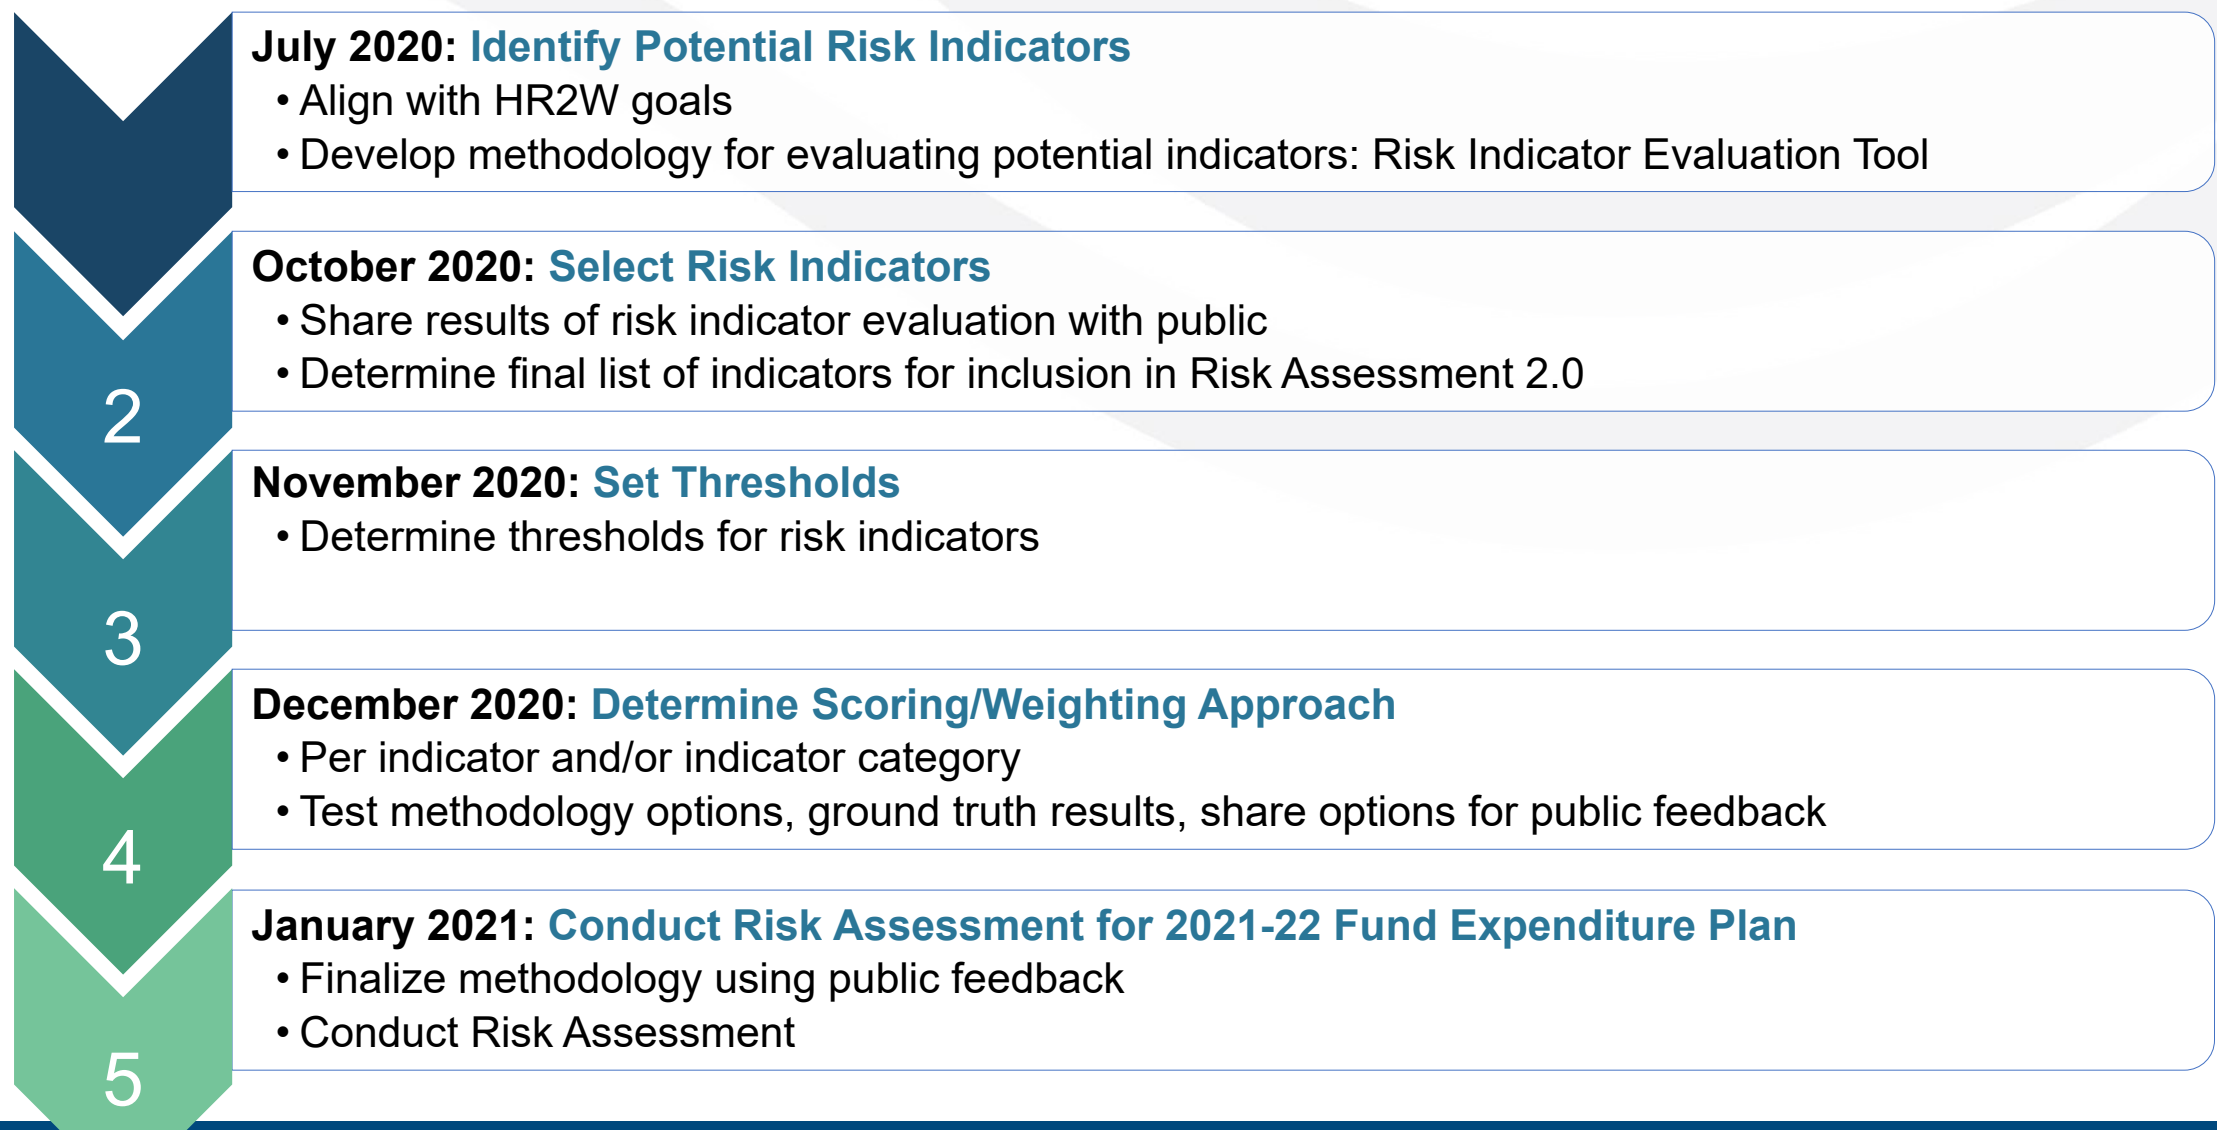 July 2020: Identify Potential Risk Indicators
• Align with HR2W goals
• Develop methodology for evaluating potential indicators: Risk Indicator Evaluation Tool
2
October 2020: Select Risk Indicators
• Share results of risk indicator evaluation with public
• Determine final list of indicators for inclusion in Risk Assessment 2.0
3
November 2020: Set Thresholds
• Determine thresholds for risk indicators
4
December 2020: Determine Scoring/Weighting Approach
• Per indicator and/or indicator category
• Test methodology options, ground truth results, share options for public feedback
5
January 2021: Conduct Risk Assessment for 2021-22 Fund Expenditure Plan
• Finalize methodology using public feedback
• Conduct Risk Assessment